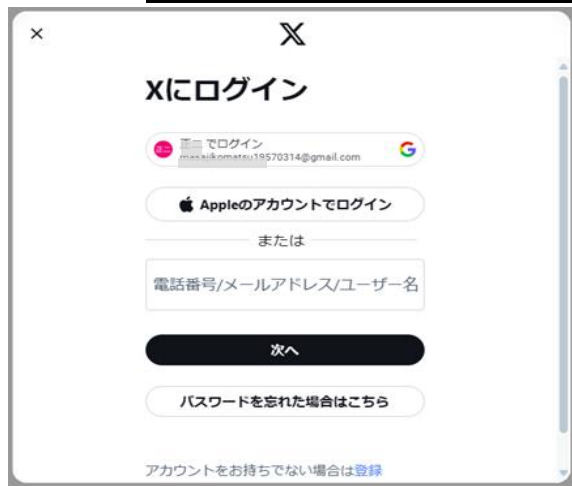 Xにログイン
でログイン
19570314@gmail.com
Appleのアカウントでログイン
または
電話番号/メールアドレス/ユーザー名
次へ
パスワードを忘れた場合はこちら
アカウントをお持ちでない場合は登録